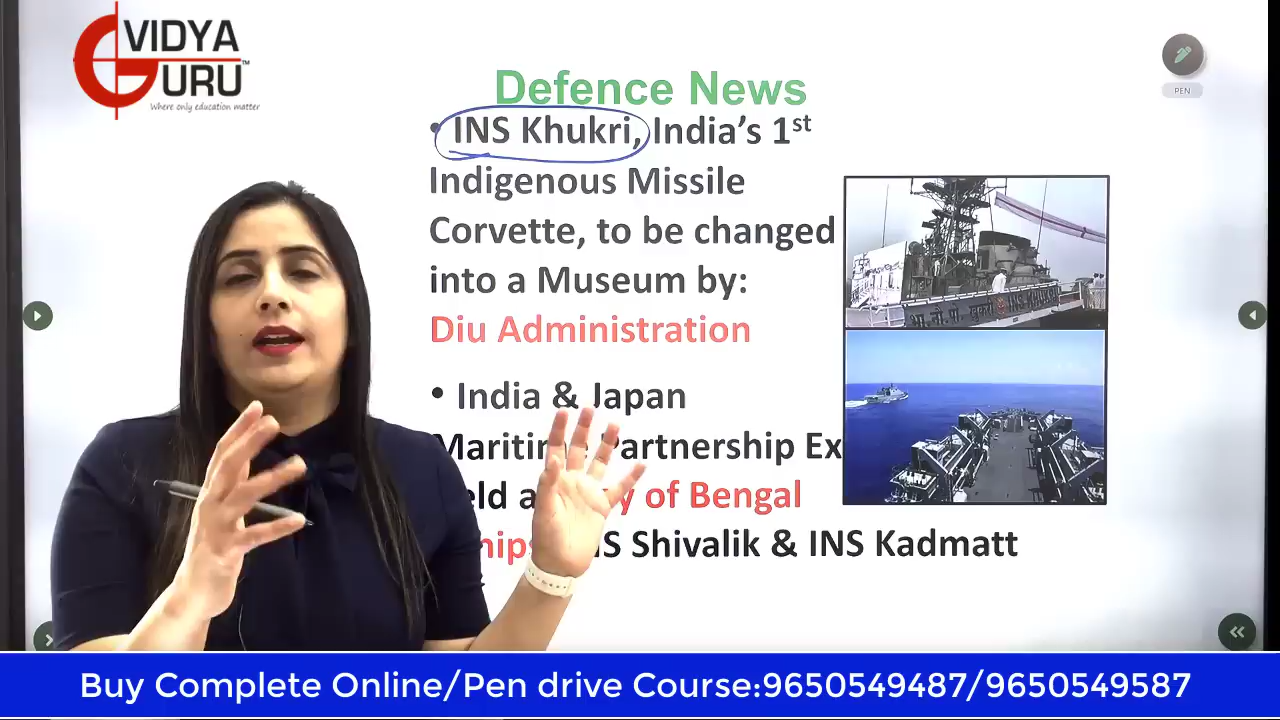 VIDYA
GURU™
Where only education matter
PEN
Defence News
• INS Khukri, India's 1st
Indigenous Missile
Corvette, to be changed
into a Museum by:
Diu Administration
• India & Japan
Maritime Partnership Ex
of Bengal
Shivalik & INS Kadmatt
Buy Complete Online/Pen drive Course:9650549487/9650549587